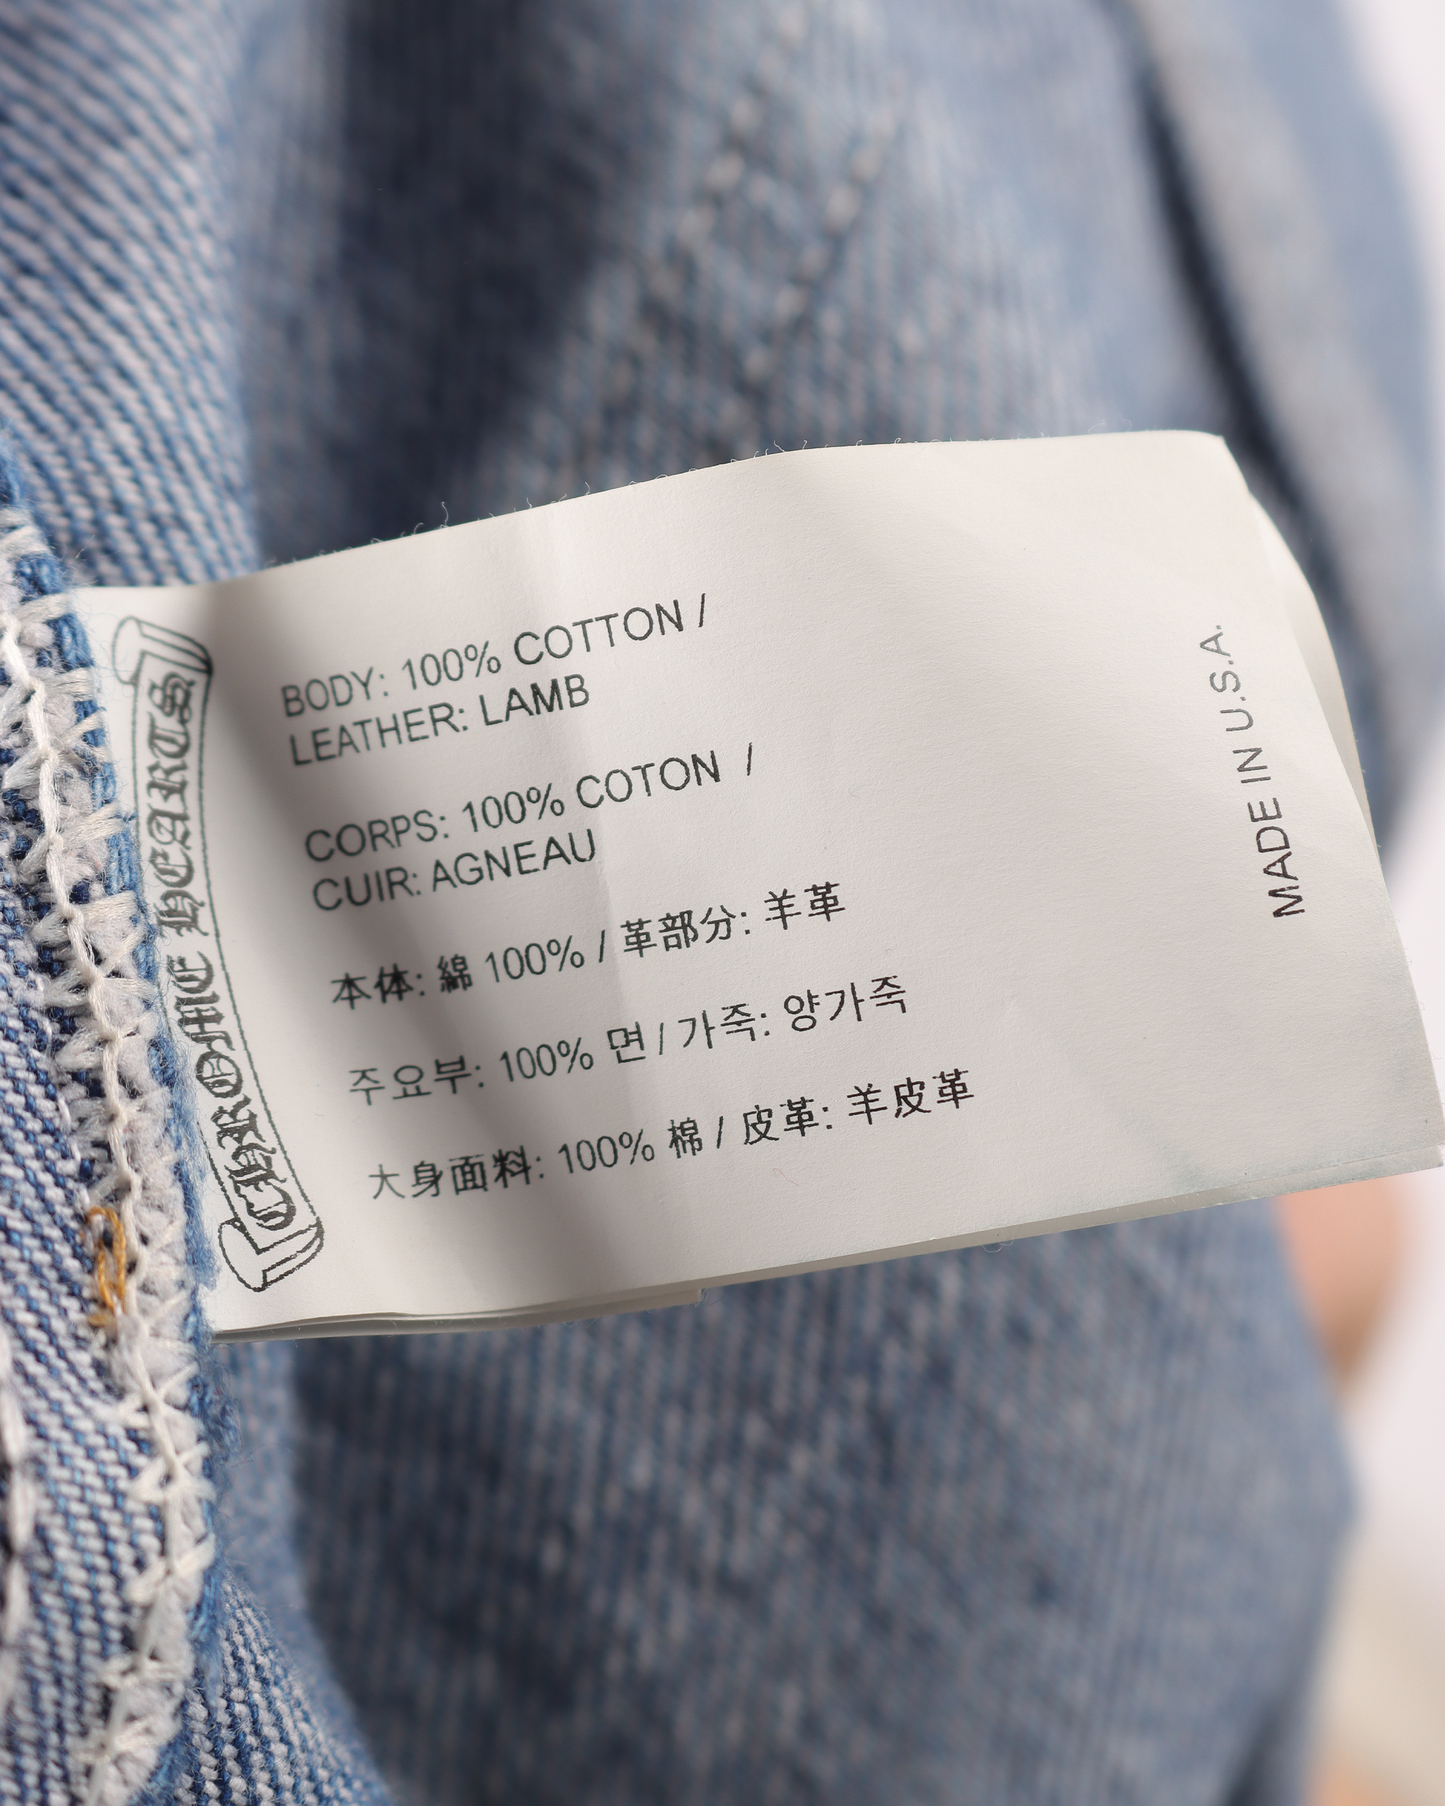 CHROME HEARTS
BODY: 100% COTTON /
LEATHER: LAMB
CORPS: 100% COTON /
CUIR: AGNEAU
本体: 綿 100% / 革部分: 羊革
주요부: 100% 면 / 가죽: 양가죽
大身面料: 100% 棉 / 皮革: 羊皮革
MADE IN U.S.A.